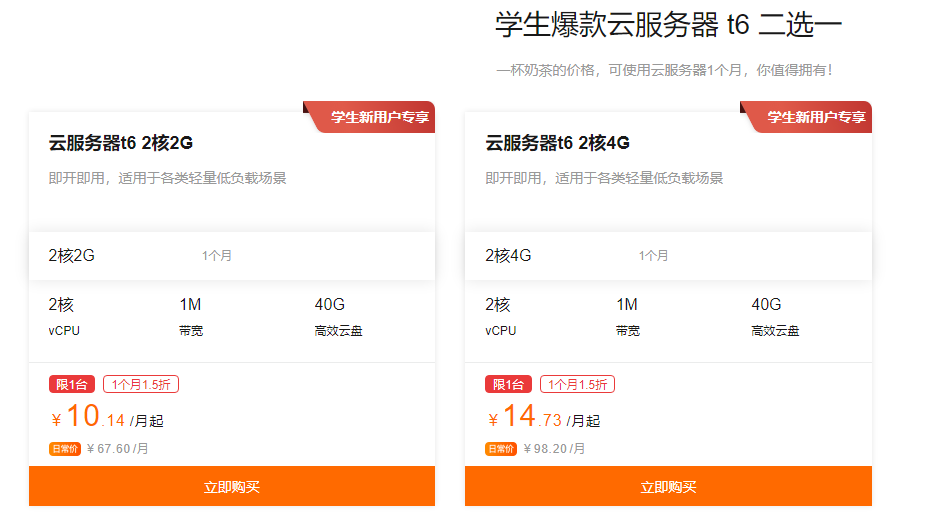 学生爆款云服务器 t6 二选一
一杯奶茶的价格，可使用云服务器1个月，你值得拥有！
学生新用户专享
云服务器t6 2核2G
即开即用，适用于各类轻量低负载场景
2核2G 1个月
2核 1M 40G
vCPU 带宽 高效云盘
限1台 1个月1.5折
¥10.14 /月起
日常价 ¥67.60/月
立即购买
学生新用户专享
云服务器t6 2核4G
即开即用，适用于各类轻量低负载场景
2核4G 1个月
2核 1M 40G
vCPU 带宽 高效云盘
限1台 1个月1.5折
¥14.73 /月起
日常价 ¥98.20/月
立即购买